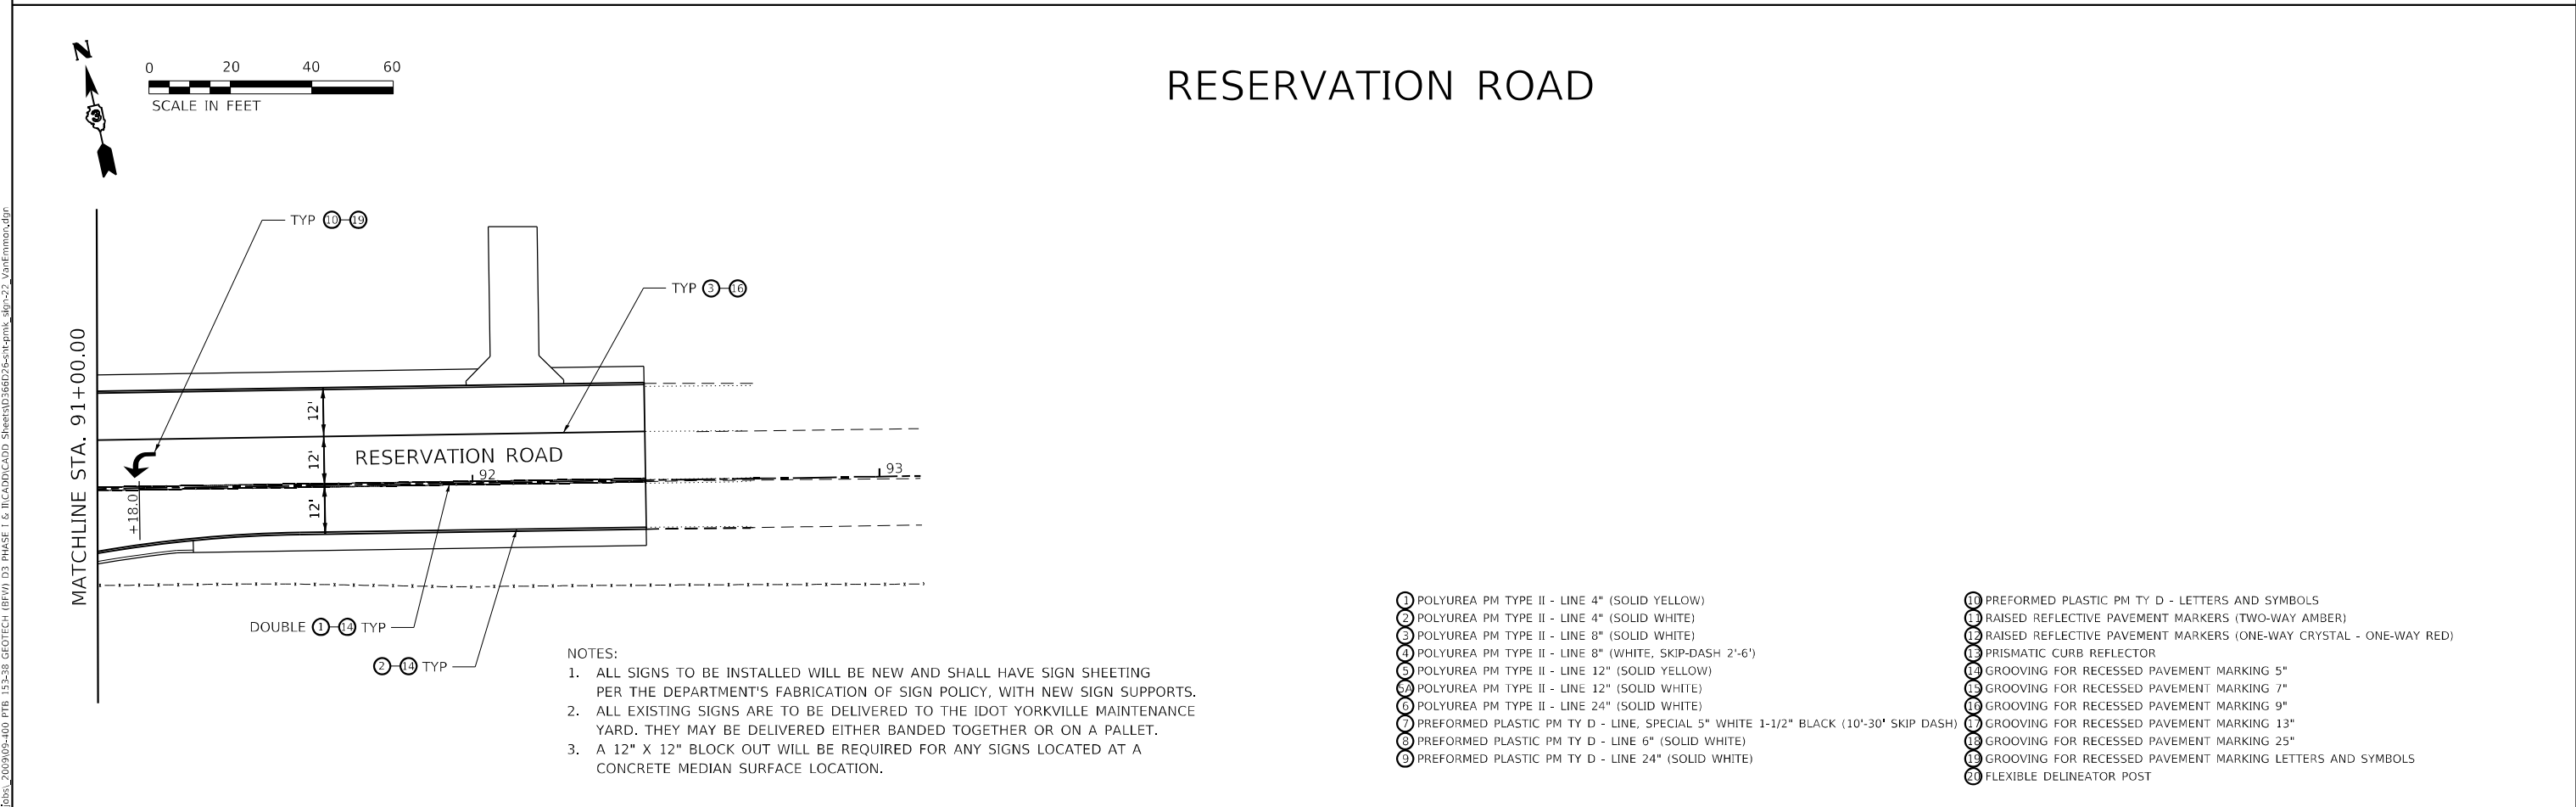 RESERVATION ROAD
N
3
0 20 40 60
SCALE IN FEET
TYP 10 19
TYP 3 16
MATCHLINE STA. 91+00.00
12'
12'
12'
RESERVATION ROAD
92
93
+18.0
DOUBLE 1 14 TYP
2 14 TYP
NOTES:
1. ALL SIGNS TO BE INSTALLED WILL BE NEW AND SHALL HAVE SIGN SHEETING
PER THE DEPARTMENT'S FABRICATION OF SIGN POLICY, WITH NEW SIGN SUPPORTS.
2. ALL EXISTING SIGNS ARE TO BE DELIVERED TO THE IDOT YORKVILLE MAINTENANCE
YARD. THEY MAY BE DELIVERED EITHER BANDED TOGETHER OR ON A PALLET.
3. A 12" X 12" BLOCK OUT WILL BE REQUIRED FOR ANY SIGNS LOCATED AT A
CONCRETE MEDIAN SURFACE LOCATION.
1 POLYUREA PM TYPE II - LINE 4" (SOLID YELLOW)
2 POLYUREA PM TYPE II - LINE 4" (SOLID WHITE)
3 POLYUREA PM TYPE II - LINE 8" (SOLID WHITE)
4 POLYUREA PM TYPE II - LINE 8" (WHITE, SKIP-DASH 2'-6')
5 POLYUREA PM TYPE II - LINE 12" (SOLID YELLOW)
5A POLYUREA PM TYPE II - LINE 12" (SOLID WHITE)
6 POLYUREA PM TYPE II - LINE 24" (SOLID WHITE)
7 PREFORMED PLASTIC PM TY D - LINE, SPECIAL 5" WHITE 1-1/2" BLACK (10'-30' SKIP DASH)
8 PREFORMED PLASTIC PM TY D - LINE 6" (SOLID WHITE)
9 PREFORMED PLASTIC PM TY D - LINE 24" (SOLID WHITE)
10 PREFORMED PLASTIC PM TY D - LETTERS AND SYMBOLS
11 RAISED REFLECTIVE PAVEMENT MARKERS (TWO-WAY AMBER)
12 RAISED REFLECTIVE PAVEMENT MARKERS (ONE-WAY CRYSTAL - ONE-WAY RED)
13 PRISMATIC CURB REFLECTOR
14 GROOVING FOR RECESSED PAVEMENT MARKING 5"
15 GROOVING FOR RECESSED PAVEMENT MARKING 7"
16 GROOVING FOR RECESSED PAVEMENT MARKING 9"
17 GROOVING FOR RECESSED PAVEMENT MARKING 13"
18 GROOVING FOR RECESSED PAVEMENT MARKING 25"
19 GROOVING FOR RECESSED PAVEMENT MARKING LETTERS AND SYMBOLS
20 FLEXIBLE DELINEATOR POST